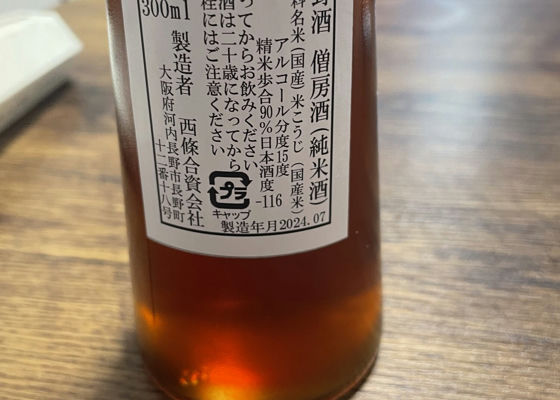 野酒 僧房酒(純米酒)
料名 米(国産)米こうじ(国産米)
アルコール分 15度
精米歩合90% 日本酒度-116
ってからお飲みください
酒は二十歳になってから
栓にはご注意ください
300ml
製造者 西條合資会社
大阪府河内長野市長野町
十二番十八号
プラ
キャップ
製造年月2024.07